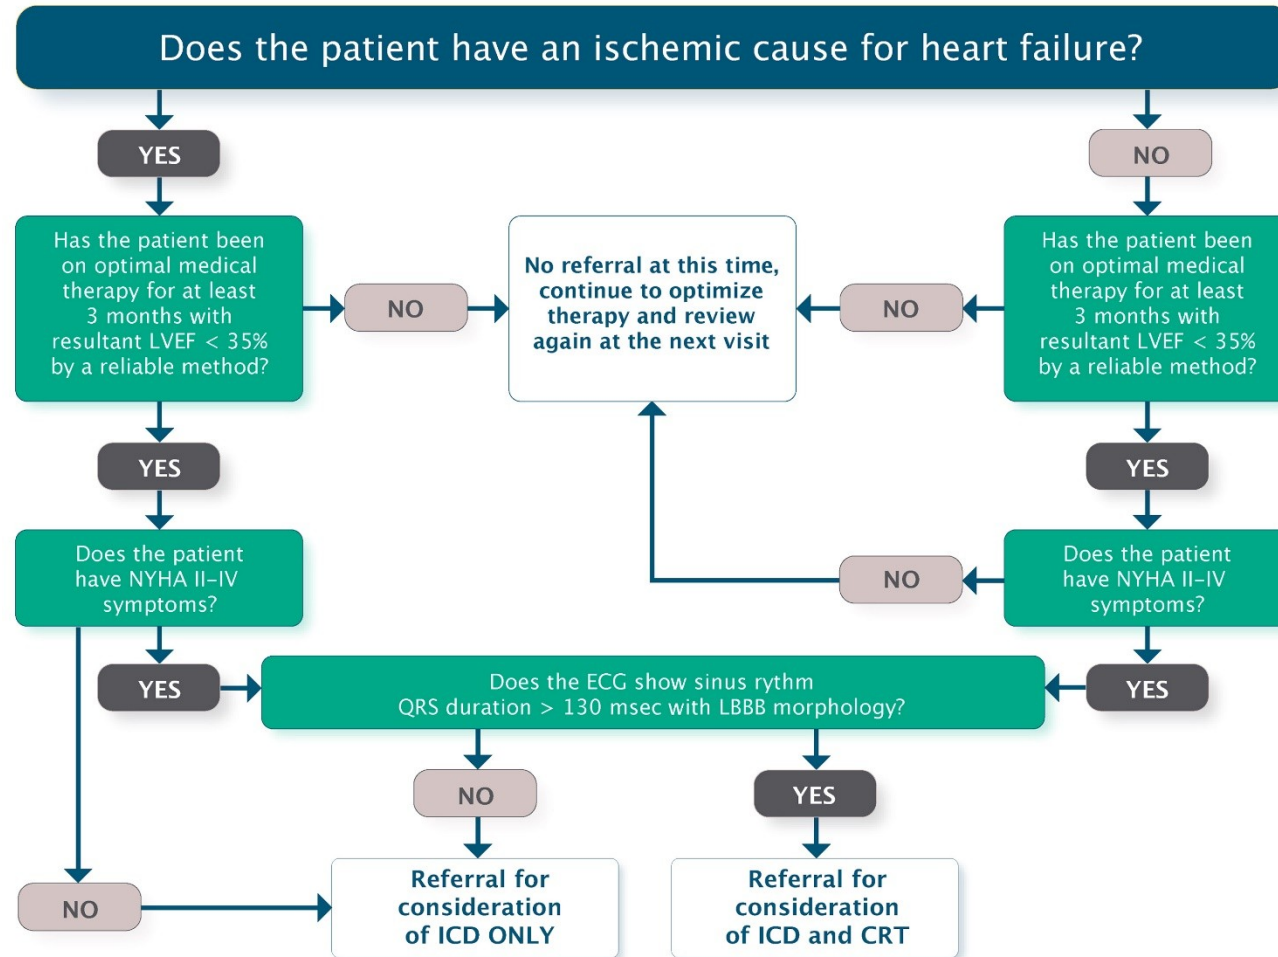 Does the patient have an ischemic cause for heart failure?
YES
NO
Has the patient been
on optimal medical
therapy for at least
3 months with
resultant LVEF < 35%
by a reliable method?
NO
No referral at this time,
continue to optimize
therapy and review
again at the next visit
NO
Has the patient been
on optimal medical
therapy for at least
3 months with
resultant LVEF < 35%
by a reliable method?
YES
YES
Does the patient
have NYHA II–IV
symptoms?
NO
Does the patient
have NYHA II–IV
symptoms?
YES
Does the ECG show sinus rythm
QRS duration > 130 msec with LBBB morphology?
YES
NO
YES
NO
Referral for
consideration
of ICD ONLY
Referral for
consideration
of ICD and CRT